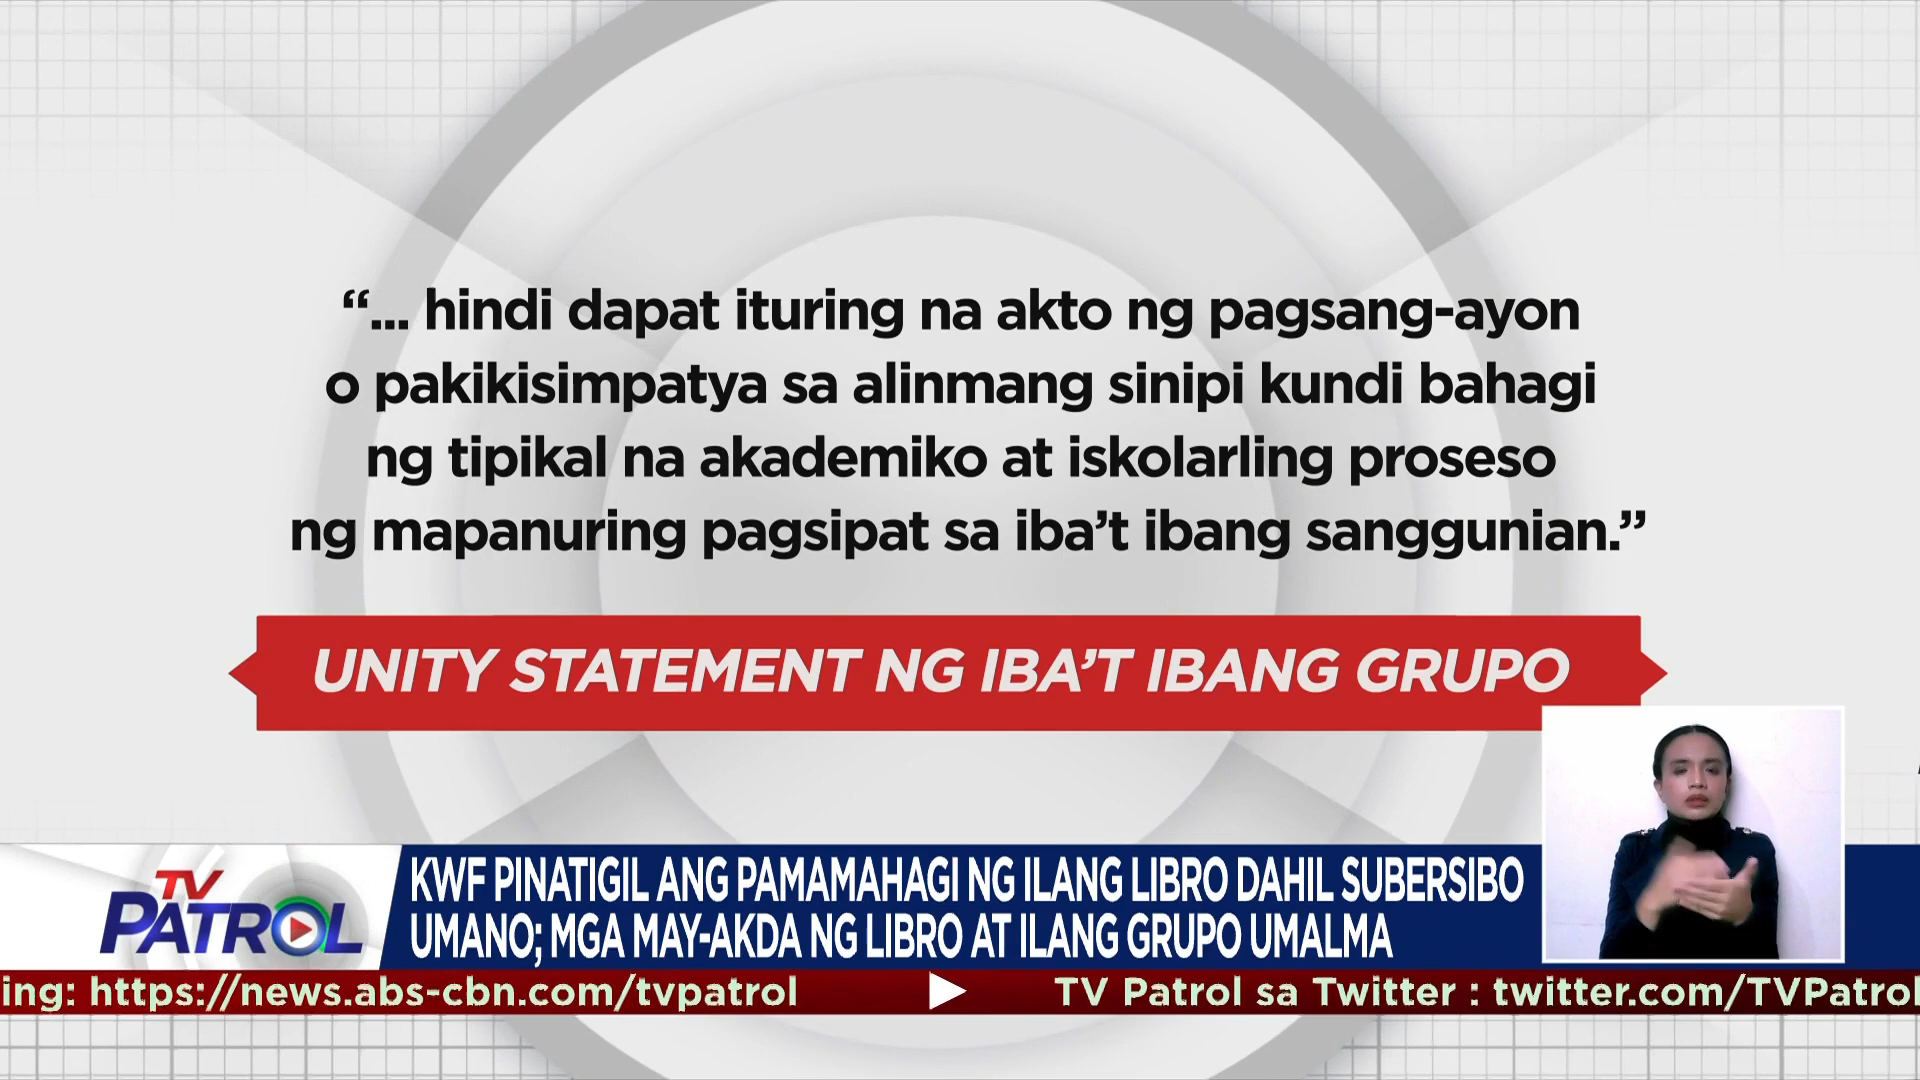 “... hindi dapat ituring na akto ng pagsang-ayon
o pakikisimpatya sa alinmang sinipi kundi bahagi
ng tipikal na akademiko at iskolarling proseso
ng mapanuring pagsipat sa iba’t ibang sanggunian.”
UNITY STATEMENT NG IBA’T IBANG GRUPO
TV
PATROL
KWF PINATIGIL ANG PAMAMAHAGI NG ILANG LIBRO DAHIL SUBERSIBO
UMANO; MGA MAY-AKDA NG LIBRO AT ILANG GRUPO UMALMA
ing: https://news.abs-cbn.com/tvpatrol TV Patrol sa Twitter : twitter.com/TVPatrol